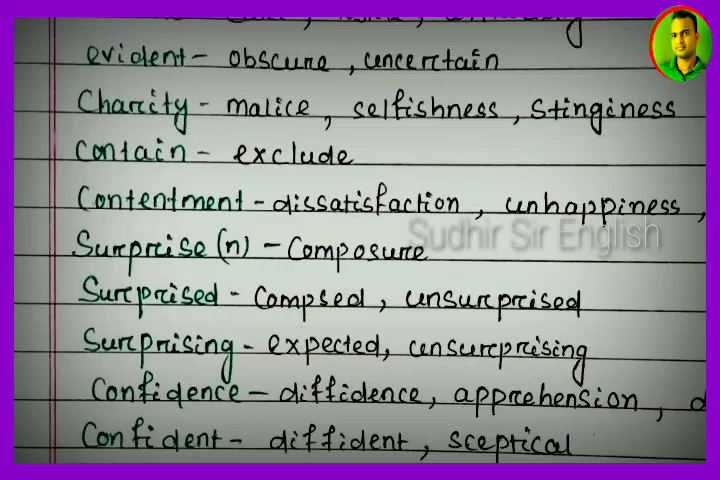 evident - obscure, uncertain
Charity - malice, selfishness, stinginess
Contain - exclude
Contentment - dissatisfaction, unhappiness,
Sudhir Sir English
Surprise (n) - Composure
Surprised - Compsed, unsurprised
Surprising - expected, unsurprising
Confidence - diffidence, apprehension,
Confident - diffident, sceptical